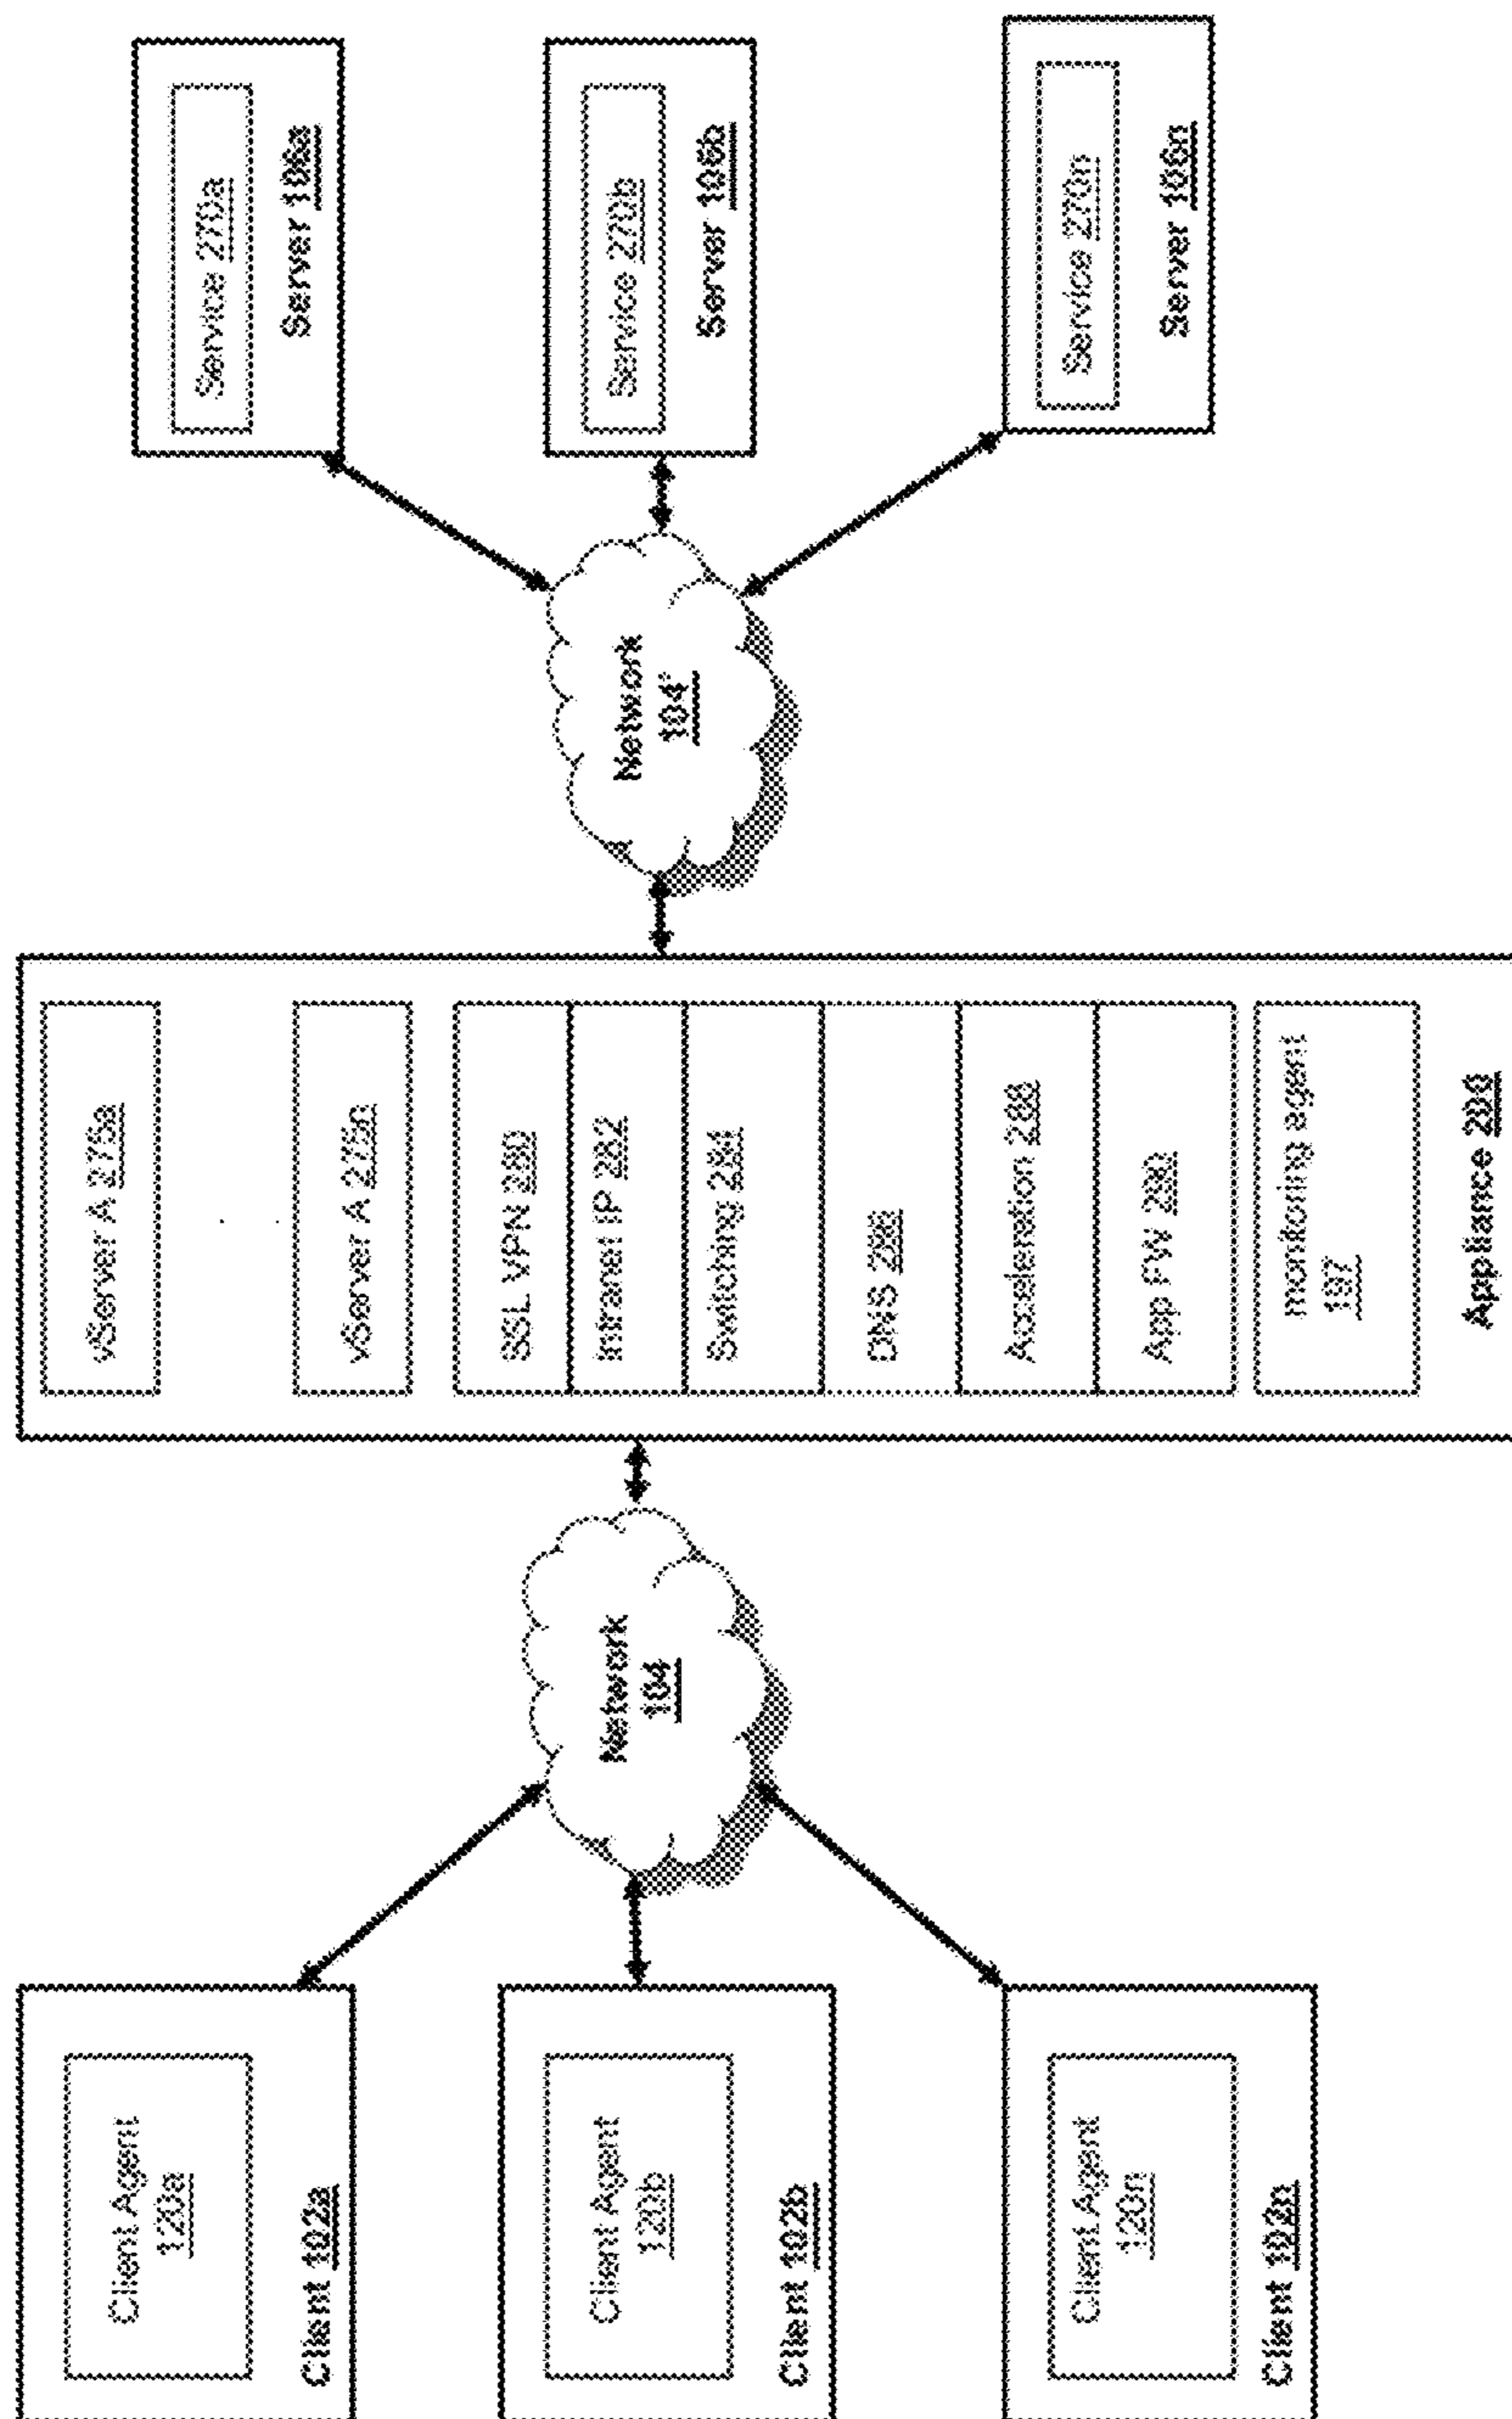 Client Agent
120a
Client 102a
Client Agent
120b
Client 102b
Client Agent
120n
Client 102n
Network
104
vServer A 275a
vServer A 275n
SSL VPN 280
Intranet IP 282
Switching 284
DNS 286
Acceleration 288
App FW 290
monitoring agent
197
Appliance 200
Network
104'
Service 270a
Server 106a
Service 270b
Server 106b
Service 270n
Server 106n